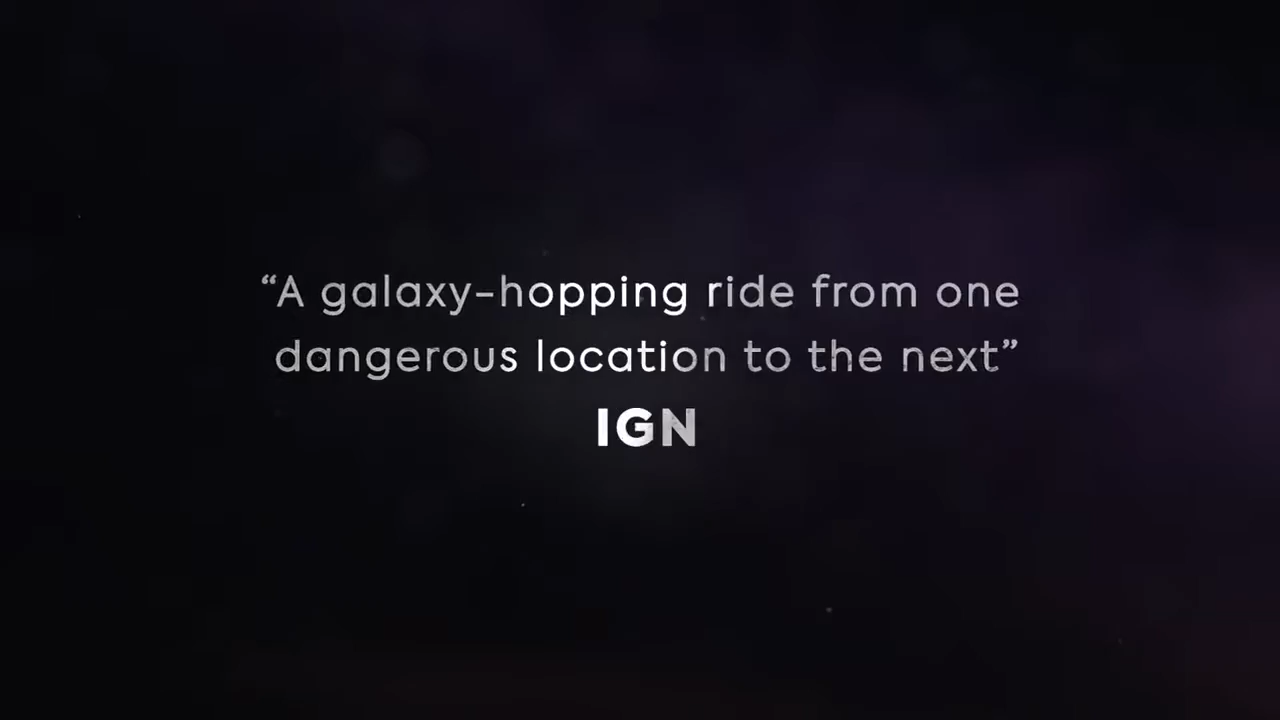 “A galaxy-hopping ride from one
dangerous location to the next”
IGN